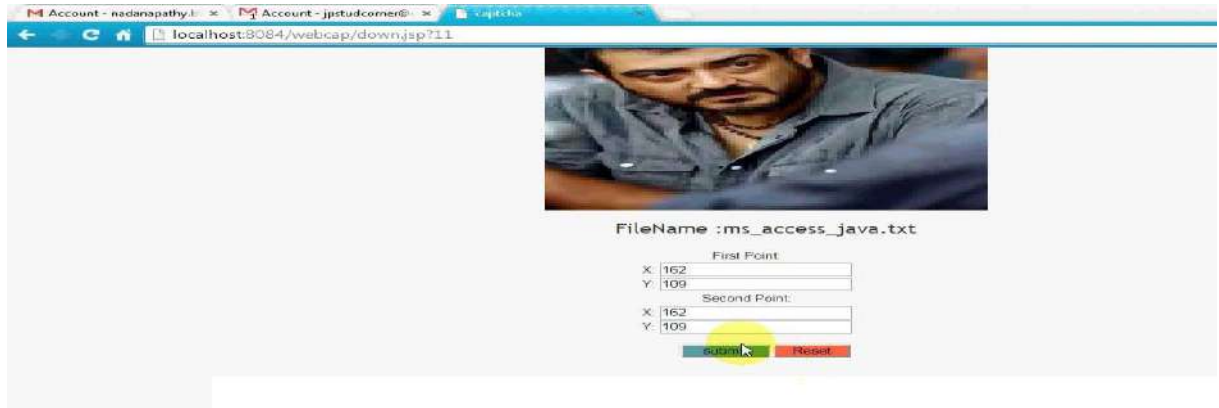 Account - nadanapathy.
Account - jpstudcorner@
captcha
localhost:8084/webcap/down.jsp?11
FileName :ms_access_java.txt
First Point:
X: 162
Y: 109
Second Point:
X: 162
Y: 109
submit Reset